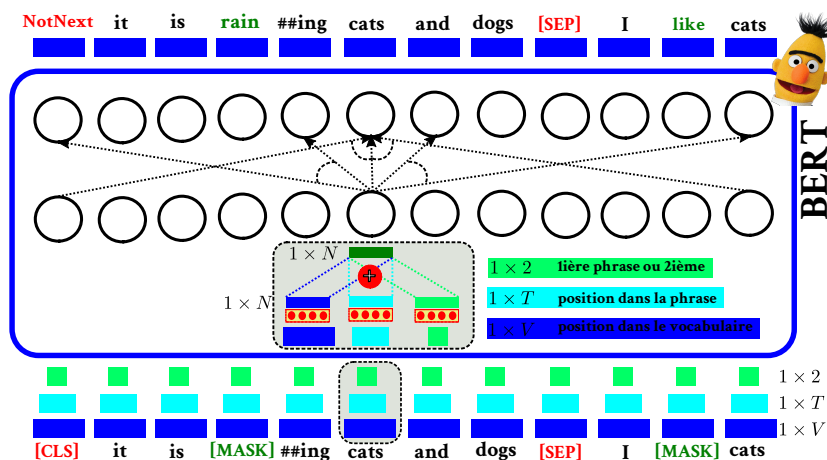 NotNext it is rain ##ing cats and dogs [SEP] I like cats
BERT
1 × N
+
1 × N
1 × 2 1ière phrase ou 2ième
1 × T position dans la phrase
1 × V position dans le vocabulaire
1 × 2
1 × T
1 × V
[CLS] it is [MASK] ##ing cats and dogs [SEP] I [MASK] cats